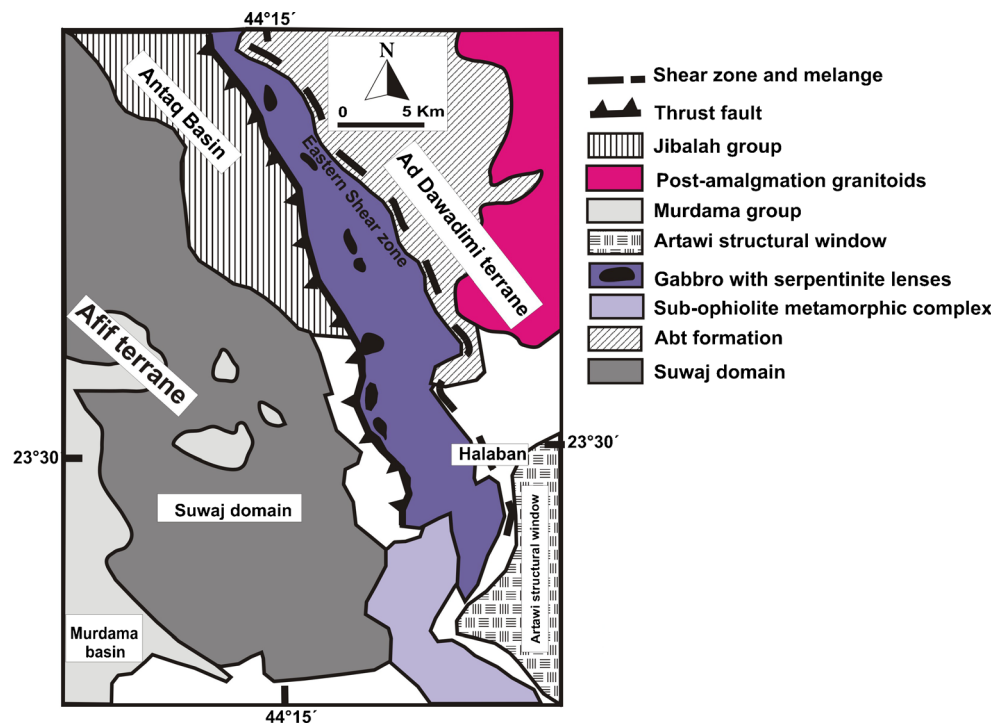 44°15´
N
0 5 Km
Antaq Basin
Eastern Shear zone
Ad Dawadimi terrane
Afif terrane
23°30
23°30´
Halaban
Suwaj domain
Artawi structural window
Murdama
basin
44°15´
Shear zone and melange
Thrust fault
Jibalah group
Post-amalgmation granitoids
Murdama group
Artawi structural window
Gabbro with serpentinite lenses
Sub-ophiolite metamorphic complex
Abt formation
Suwaj domain